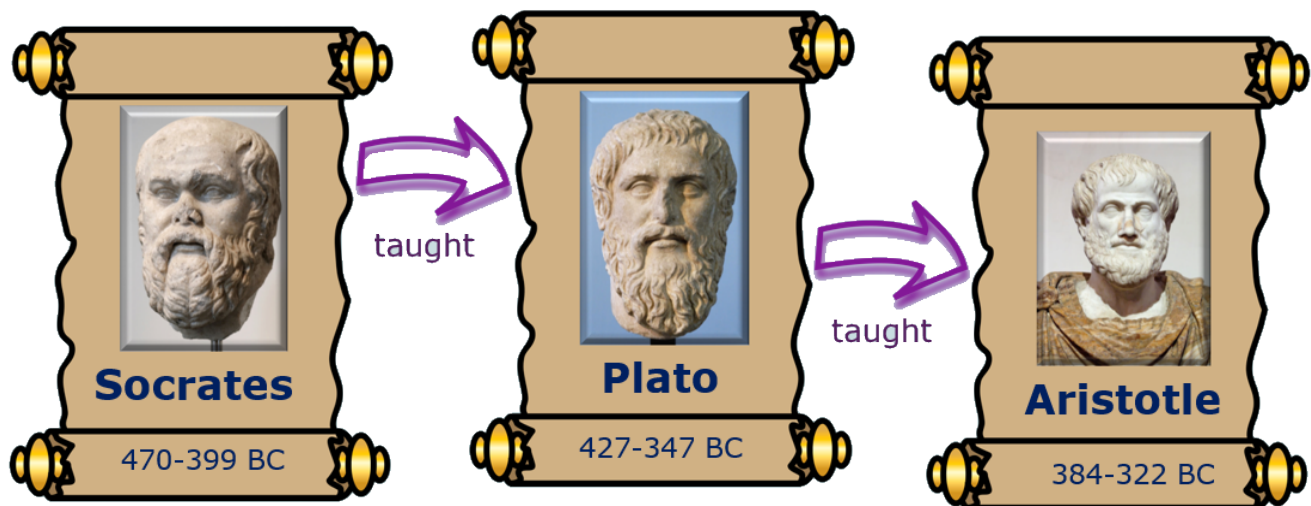 Socrates
470-399 BC
taught
Plato
427-347 BC
taught
Aristotle
384-322 BC